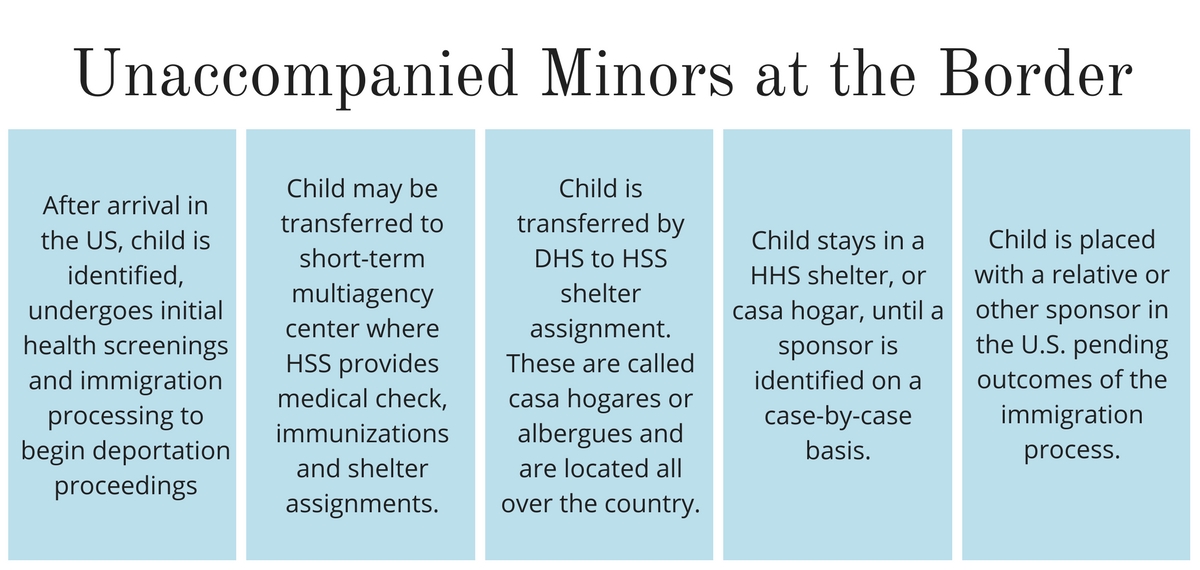 Unaccompanied Minors at the Border
After arrival in
the US, child is
identified,
undergoes initial
health screenings
and immigration
processing to
begin deportation
proceedings
Child may be
transferred to
short-term
multiagency
center where
HSS provides
medical check,
immunizations
and shelter
assignments.
Child is
transferred by
DHS to HSS
shelter
assignment.
These are called
casa hogares or
albergues and
are located all
over the country.
Child stays in a
HHS shelter, or
casa hogar, until a
sponsor is
identified on a
case-by-case
basis.
Child is placed
with a relative or
other sponsor in
the U.S. pending
outcomes of the
immigration
process.